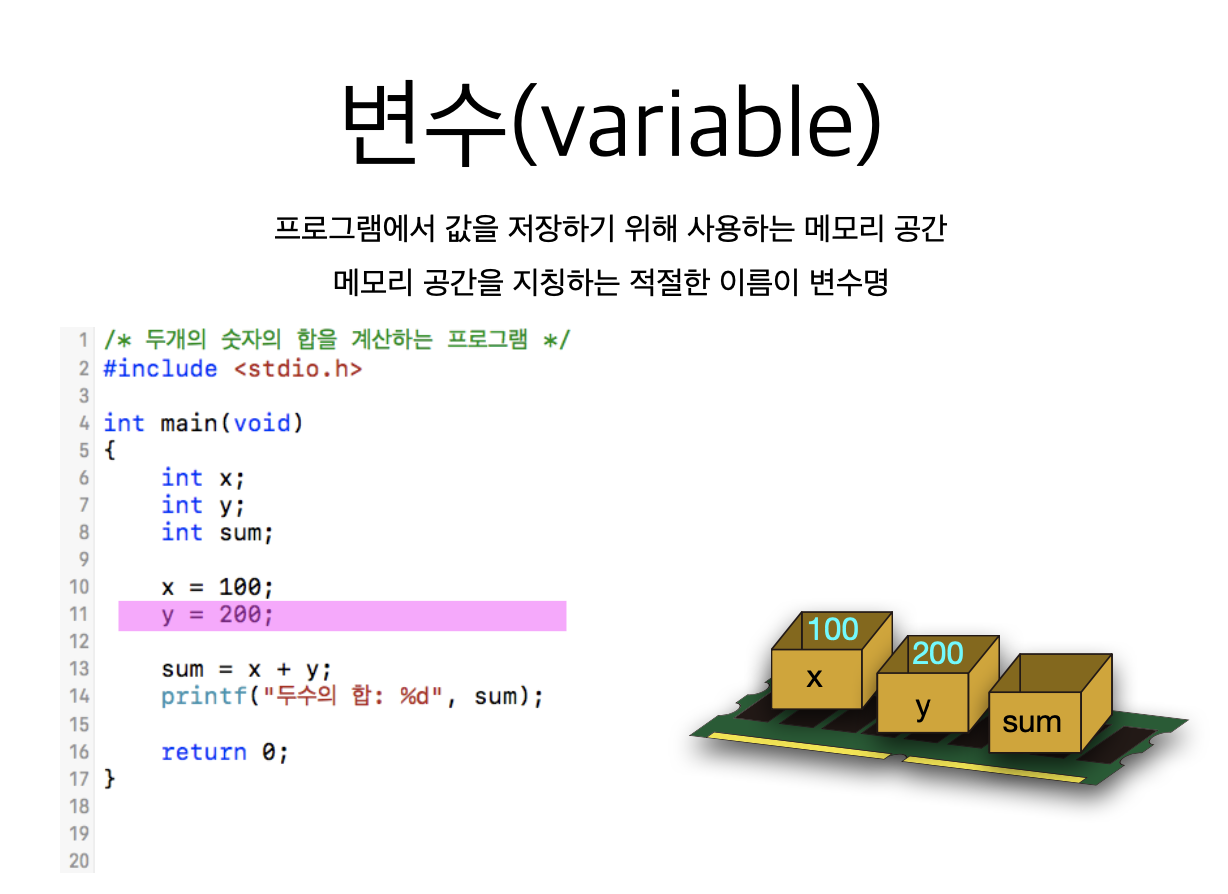 변수(variable)
프로그램에서 값을 저장하기 위해 사용하는 메모리 공간
메모리 공간을 지칭하는 적절한 이름이 변수명
1 /* 두개의 숫자의 합을 계산하는 프로그램 */
2 #include <stdio.h>
3
4 int main(void)
5 {
6     int x;
7     int y;
8     int sum;
9
10     x = 100;
11     y = 200;
12
13     sum = x + y;
14     printf("두수의 합: %d", sum);
15
16     return 0;
17 }
18
19
20
100
x
200
y
sum